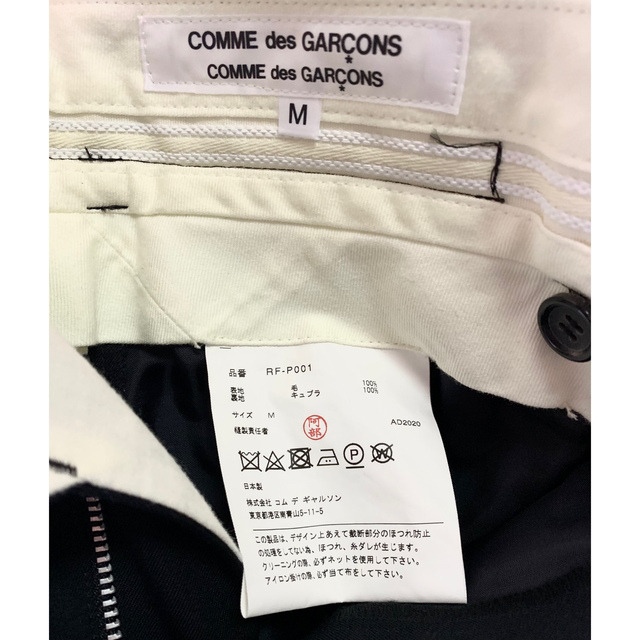 COMME des GARÇONS
COMME des GARÇONS
M
品番 RF-P001
表地 毛 100%
裏地 キュプラ 100%
サイズ M
縫製責任者 阿部 AD2020
日本製
株式会社 コム デ ギャルソン
東京都港区南青山5-11-5
この製品は、デザイン上あえて裁断部分のほつれ防止
の処理をしてない為、ほつれ、糸ダレが生じます。
クリーニングの際、必ずネットを使用して下さい。
アイロン掛けの際、必ず当て布をして下さい。